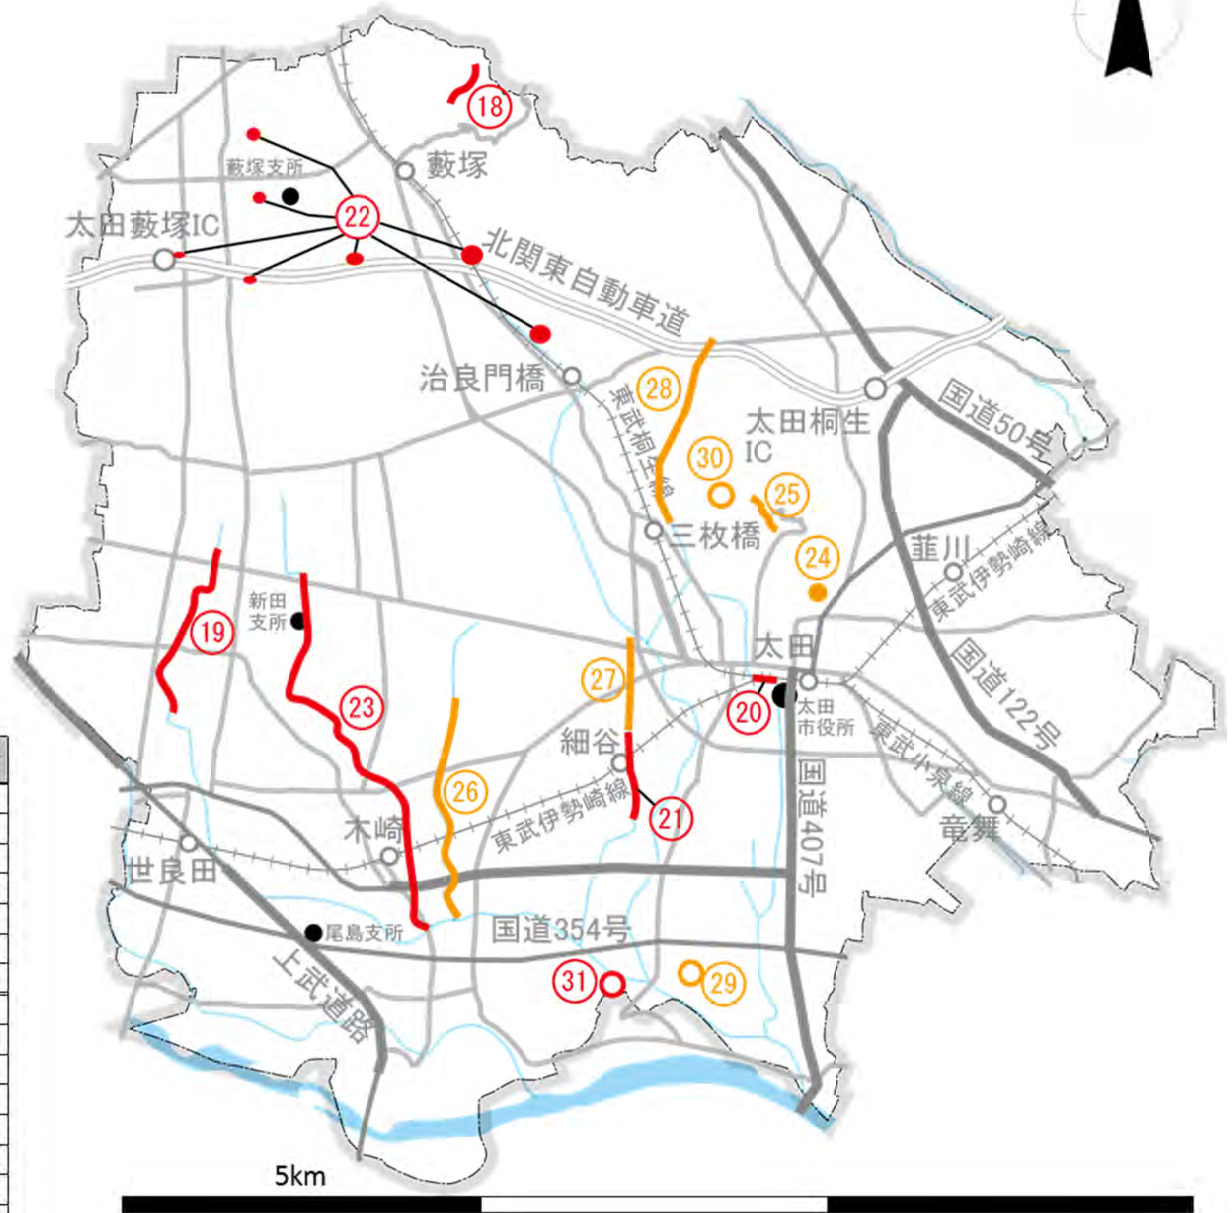 ⑱
藪塚
藪塚支所
㉒
太田藪塚IC
北関東自動車道
治良門橋
東武桐生線
㉘
太田桐生
IC
国道50号
㉚
㉕
三枚橋
㉔
韮川
東武伊勢崎線
新田
支所
⑲
太田
㉗
国道122号
㉓
⑳
太田
市役所
細谷
東武小泉線
㉖
東武伊勢崎線
㉑
国道407号
木崎
竜舞
世良田
尾島支所
国道354号
上武道路
㉛
㉙
5km